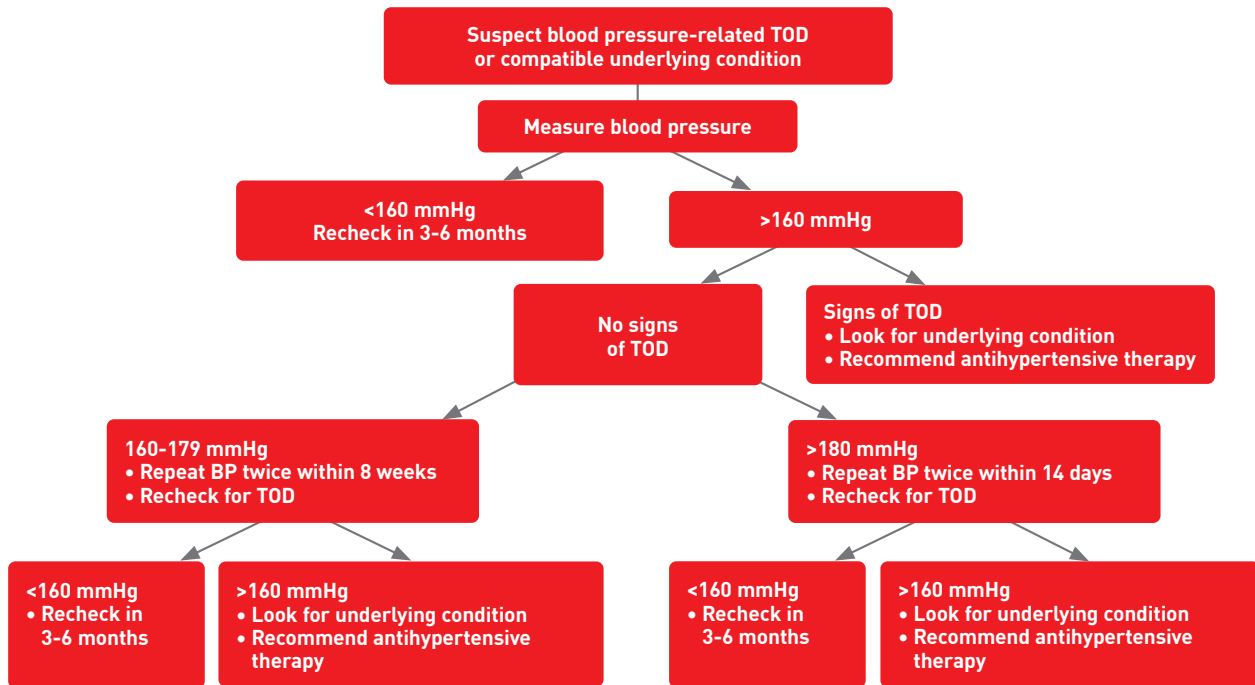 Suspect blood pressure-related TOD
or compatible underlying condition
Measure blood pressure
<160 mmHg
Recheck in 3-6 months
>160 mmHg
No signs
of TOD
Signs of TOD
• Look for underlying condition
• Recommend antihypertensive therapy
160-179 mmHg
• Repeat BP twice within 8 weeks
• Recheck for TOD
>180 mmHg
• Repeat BP twice within 14 days
• Recheck for TOD
<160 mmHg
• Recheck in
3-6 months
>160 mmHg
• Look for underlying condition
• Recommend antihypertensive
therapy
<160 mmHg
• Recheck in
3-6 months
>160 mmHg
• Look for underlying condition
• Recommend antihypertensive
therapy